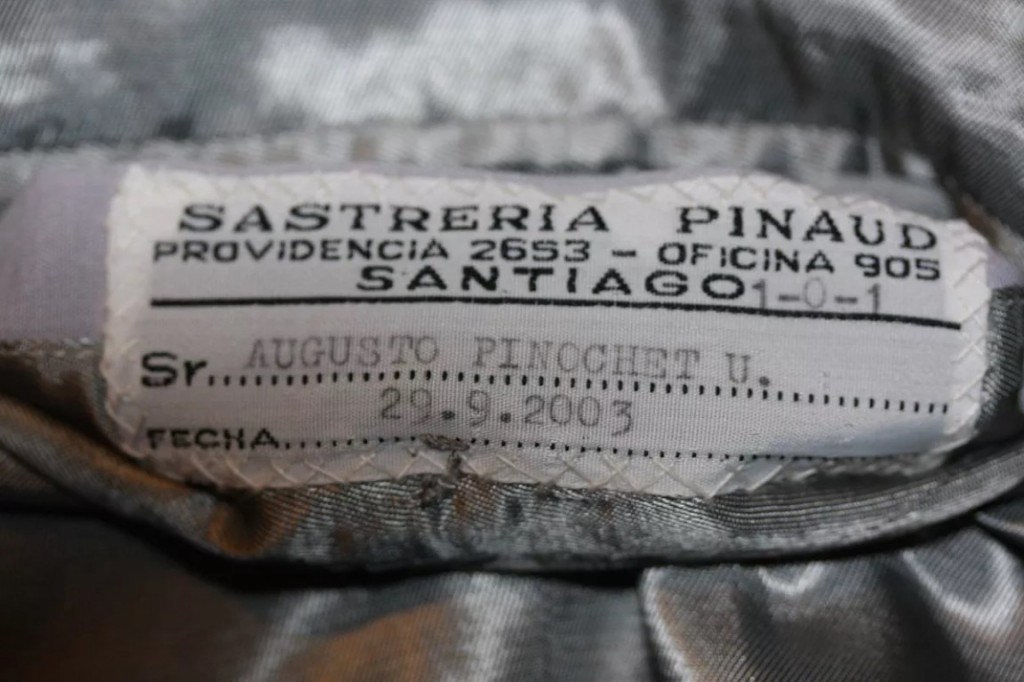 SASTRERIA PINAUD
PROVIDENCIA 2653 - OFICINA 905
SANTIAGO 1-0-1
Sr. AUGUSTO PINOCHET U.
29.9.2003
FECHA